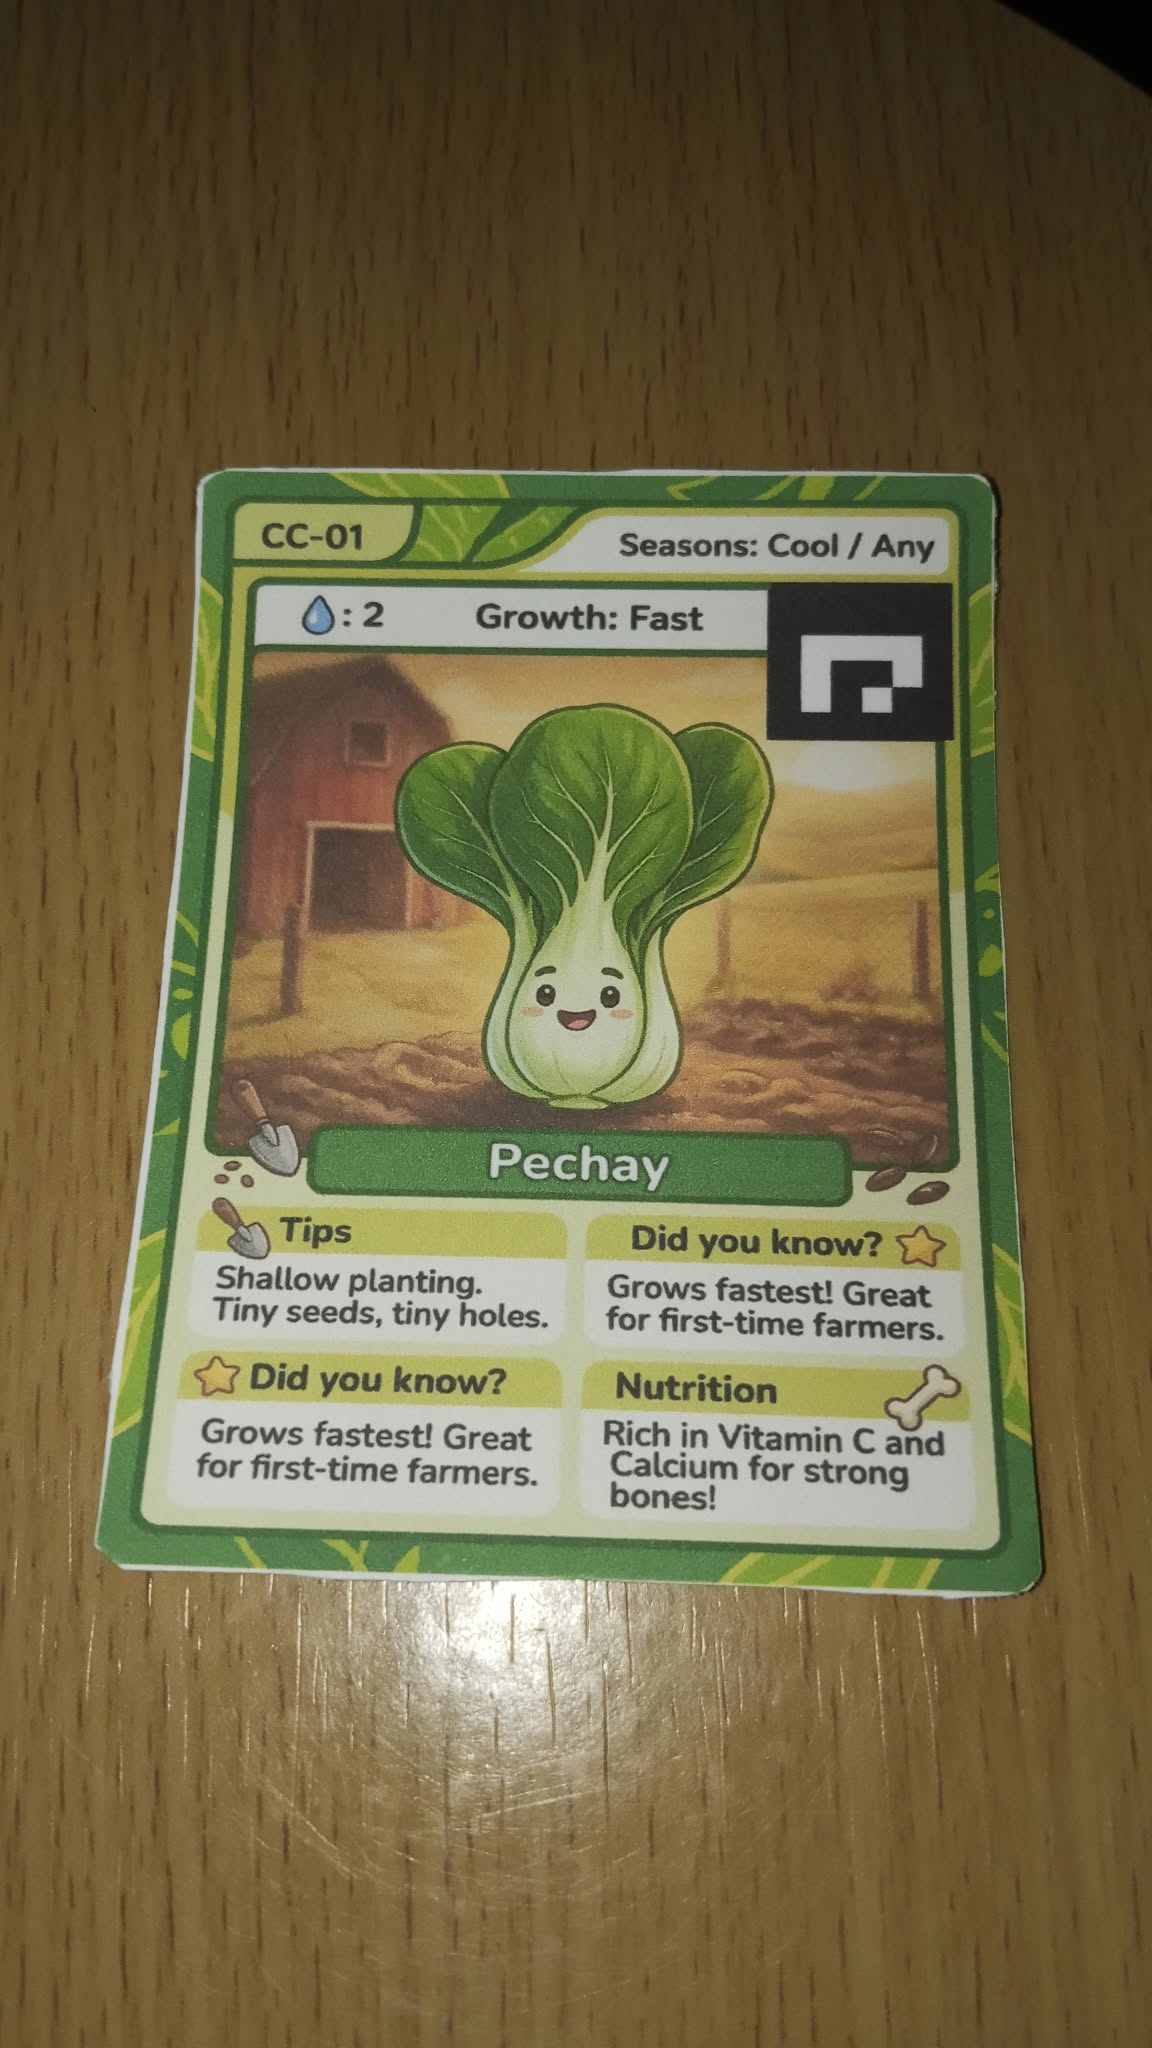 CC-01
Seasons: Cool / Any
: 2
Growth: Fast
Pechay
Tips
Shallow planting.
Tiny seeds, tiny holes.
Did you know?
Grows fastest! Great
for first-time farmers.
Did you know?
Grows fastest! Great
for first-time farmers.
Nutrition
Rich in Vitamin C and
Calcium for strong
bones!